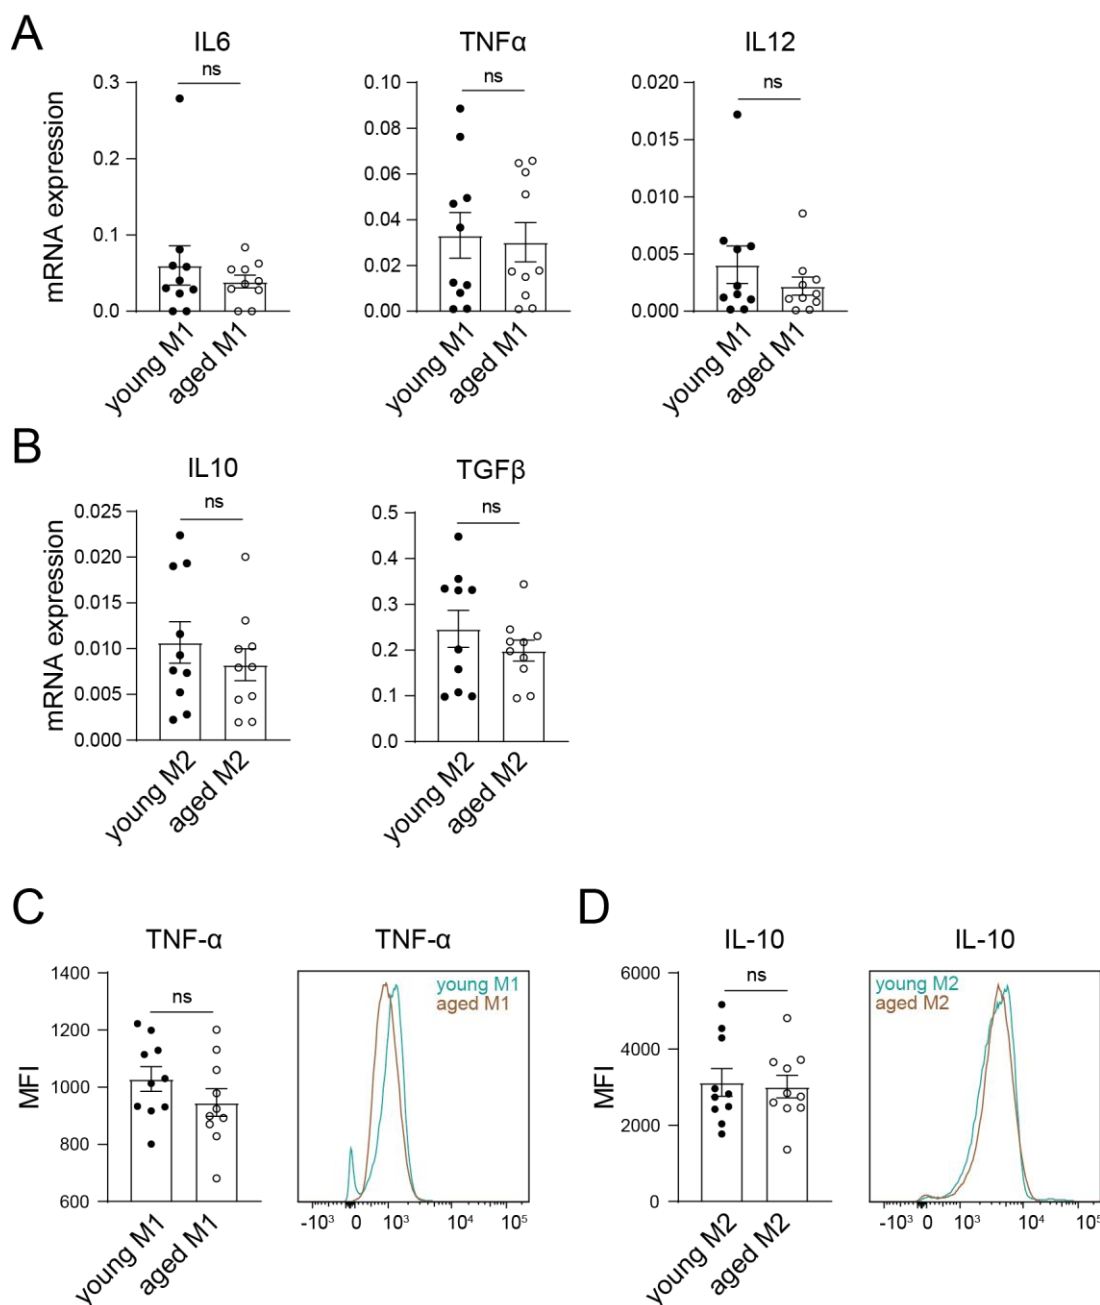 A
IL6
TNFα
IL12
ns
ns
ns
mRNA expression
0.3
0.2
0.1
0.0
0.10
0.08
0.06
0.04
0.02
0.00
0.020
0.015
0.010
0.005
0.000
young M1
aged M1
young M1
aged M1
young M1
aged M1
B
IL10
TGFβ
ns
ns
mRNA expression
0.025
0.020
0.015
0.010
0.005
0.000
0.5
0.4
0.3
0.2
0.1
0.0
young M2
aged M2
young M2
aged M2
C
TNF-α
TNF-α
ns
MFI
1400
1200
1000
800
600
young M1
aged M1
young M1
aged M1
-10³ 0 10³ 10⁴ 10⁵
D
IL-10
IL-10
ns
MFI
6000
4000
2000
0
young M2
aged M2
young M2
aged M2
-10³ 0 10³ 10⁴ 10⁵